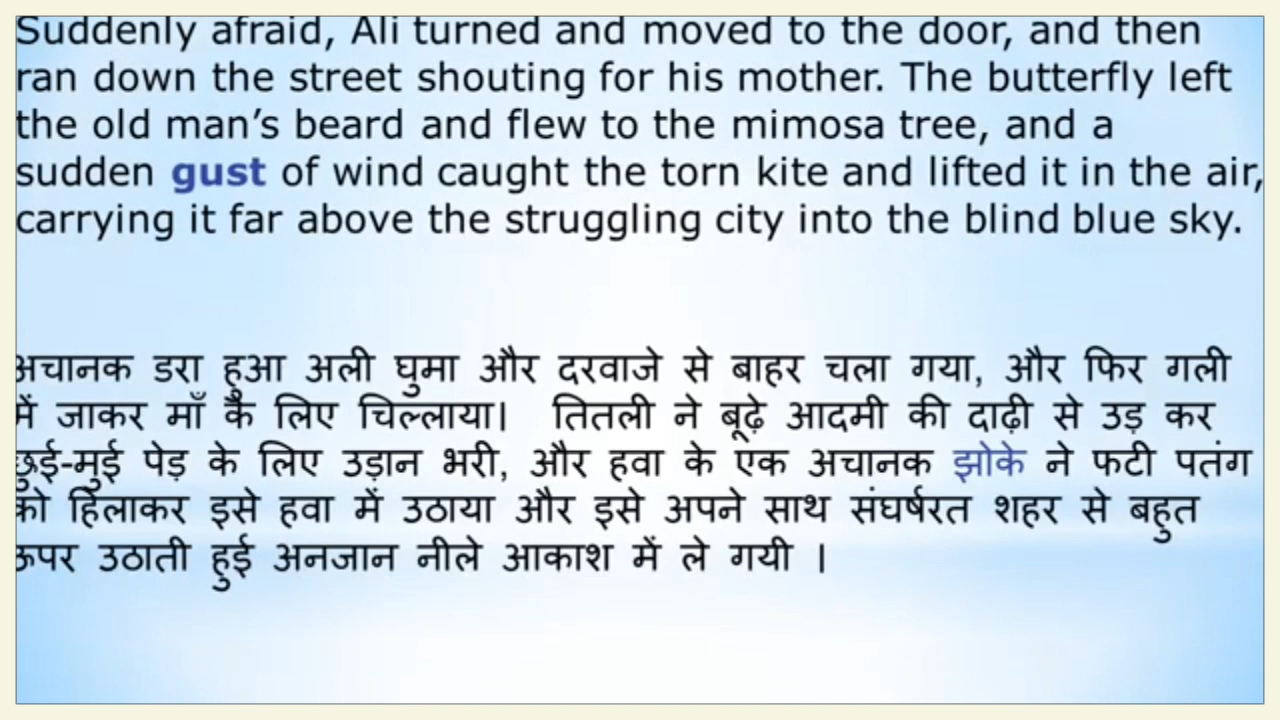 Suddenly afraid, Ali turned and moved to the door, and then
ran down the street shouting for his mother. The butterfly left
the old man’s beard and flew to the mimosa tree, and a
sudden gust of wind caught the torn kite and lifted it in the air,
carrying it far above the struggling city into the blind blue sky.
अचानक डरा हुआ अली घुमा और दरवाजे से बाहर चला गया, और फिर गली
में जाकर माँ के लिए चिल्लाया| तितली ने बूढ़े आदमी की दाढ़ी से उड़ कर
छुई-मुई पेड़ के लिए उड़ान भरी, और हवा के एक अचानक झोके ने फटी पतंग
को हिलाकर इसे हवा में उठाया और इसे अपने साथ संघर्षरत शहर से बहुत
ऊपर उठाती हुई अनजान नीले आकाश में ले गयी |